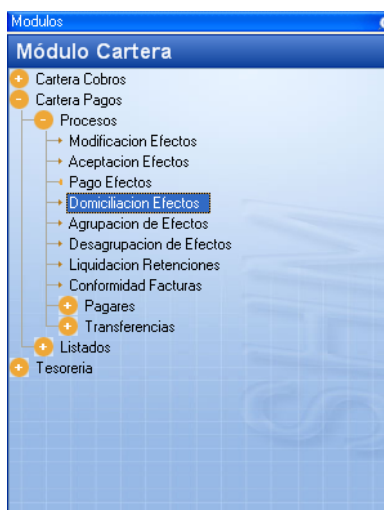 Modulos
Módulo Cartera
Cartera Cobros
Cartera Pagos
Procesos
Modificacion Efectos
Aceptacion Efectos
Pago Efectos
Domiciliacion Efectos
Agrupacion de Efectos
Desagrupacion de Efectos
Liquidacion Retenciones
Conformidad Facturas
Pagares
Transferencias
Listados
Tesoreria